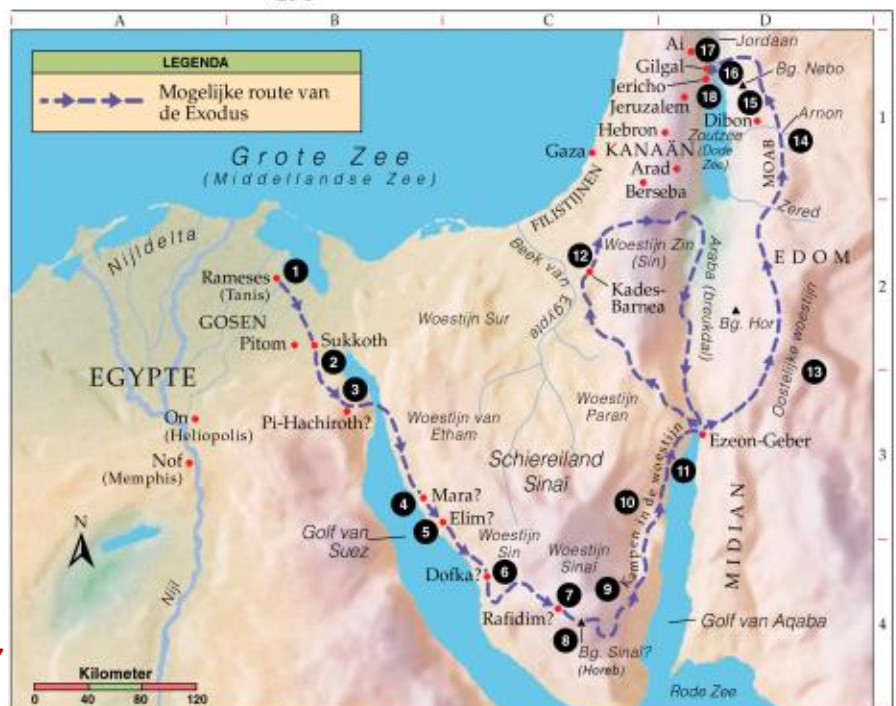 A
B
C
D
LEGENDA
Mogelijke route van
de Exodus
Grote Zee
(Middellandse Zee)
Ai
17
Jordaan
Gilgal
16
Bg. Nebo
Jericho
Jeruzalem
18
15
Dibon
Arnon
Hebron
Zoutzee
(Dode
Zee)
14
1
Gaza
KANAÄN
MOAB
Arad
Berseba
FILISTIJNEN
Zered
Nijldelta
1
Rameses
(Tanis)
12
Woestijn Zin
(Sin)
EDOM
Beek van Egypte
Kades-
Barnea
Araba (breukdal)
2
GOSEN
Woestijn Sur
Bg. Hor
Pitom
Sukkoth
2
EGYPTE
3
13
Oostelijke woestijn
Pi-Hachiroth?
Woestijn van
Etham
Woestijn
Paran
On
(Heliopolis)
Ezeon-Geber
Nof
(Memphis)
Schiereiland
Sinaï
11
3
4
Mara?
10
Kampen in de woestijn
MIDIAN
N
Golf van
Suez
5
Elim?
Woestijn
Sin
Woestijn
Sinaï
Dofka?
6
7
9
Nijl
Rafidim?
Golf van Aqaba
4
8
Bg. Sinaï?
(Horeb)
Kilometer
Rode Zee
0
40
80
120